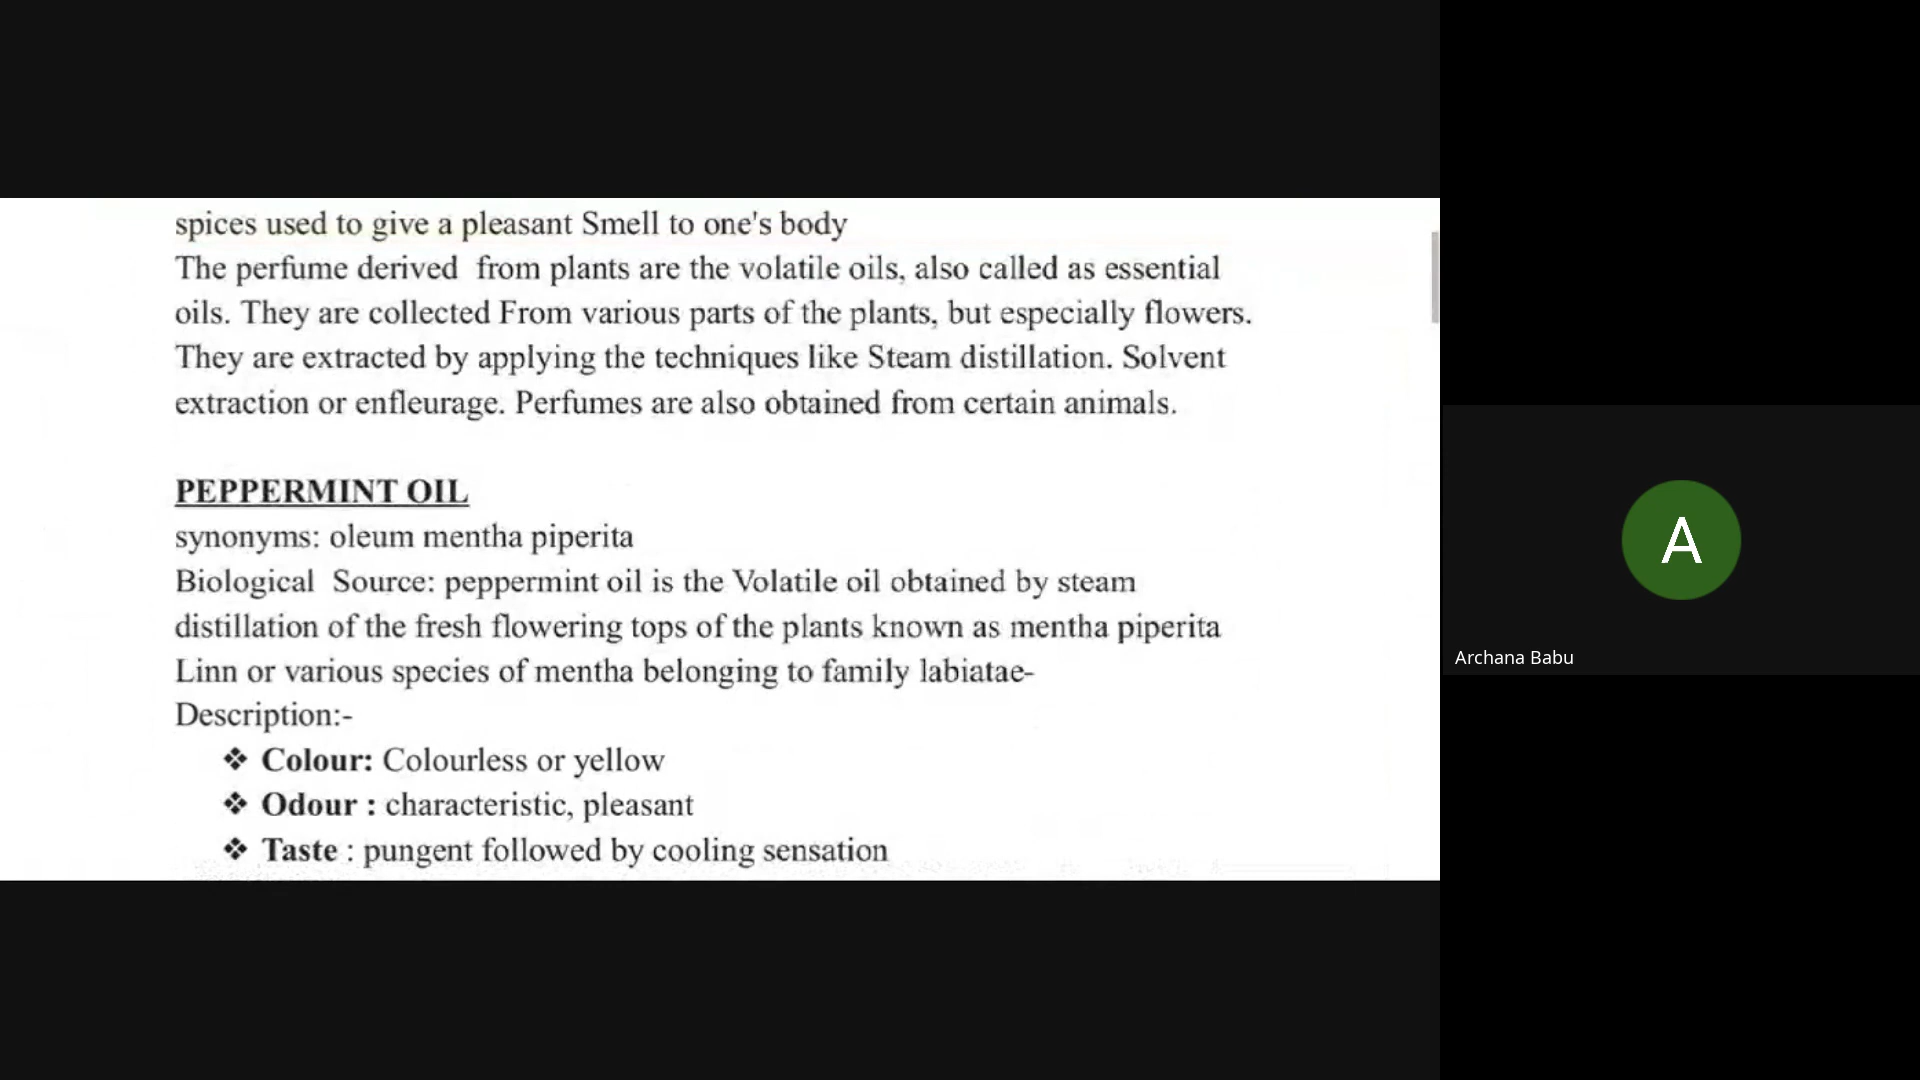 spices used to give a pleasant Smell to one's body
The perfume derived from plants are the volatile oils, also called as essential
oils. They are collected From various parts of the plants, but especially flowers.
They are extracted by applying the techniques like Steam distillation. Solvent
extraction or enfleurage. Perfumes are also obtained from certain animals.
PEPPERMINT OIL
synonyms: oleum mentha piperita
Biological Source: peppermint oil is the Volatile oil obtained by steam
distillation of the fresh flowering tops of the plants known as mentha piperita
Linn or various species of mentha belonging to family labiatae-
Description:-
❖ Colour: Colourless or yellow
❖ Odour : characteristic, pleasant
❖ Taste : pungent followed by cooling sensation
A
Archana Babu